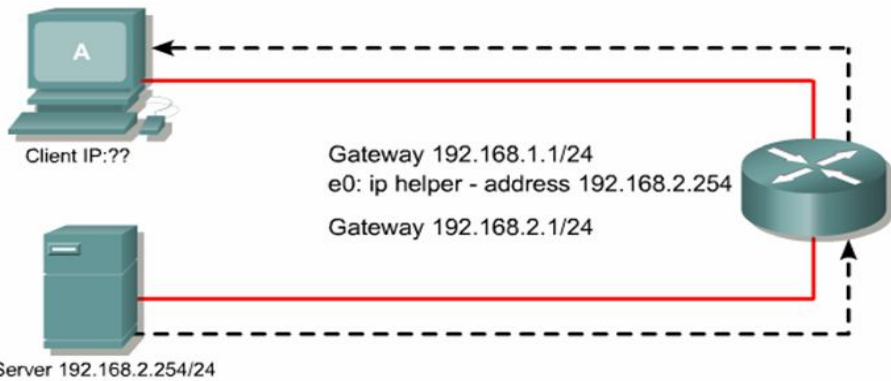 A
Client IP:??
Gateway 192.168.1.1/24
e0: ip helper - address 192.168.2.254
Gateway 192.168.2.1/24
Server 192.168.2.254/24